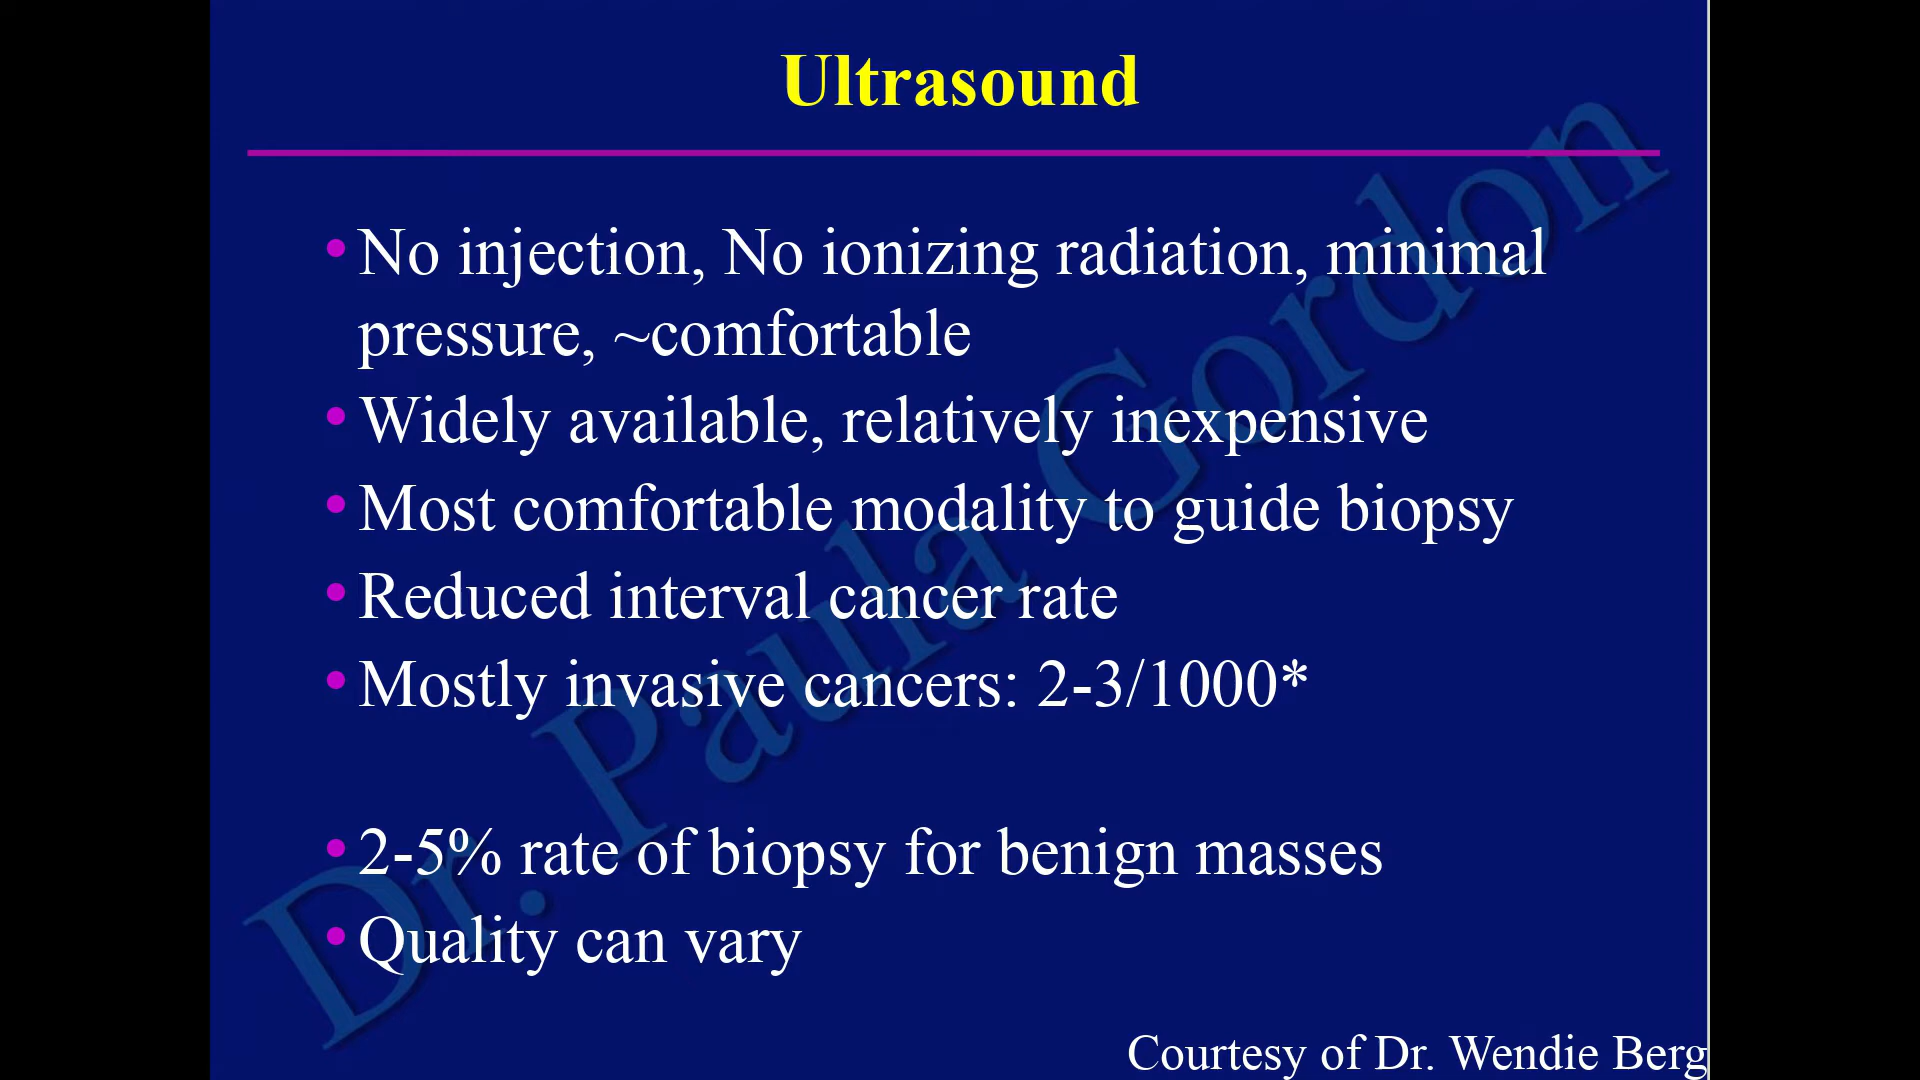 Ultrasound
• No injection, No ionizing radiation, minimal
pressure, ~comfortable
• Widely available, relatively inexpensive
• Most comfortable modality to guide biopsy
• Reduced interval cancer rate
• Mostly invasive cancers: 2-3/1000*
• 2-5% rate of biopsy for benign masses
• Quality can vary
Courtesy of Dr. Wendie Berg
Dr. Paula Gordon